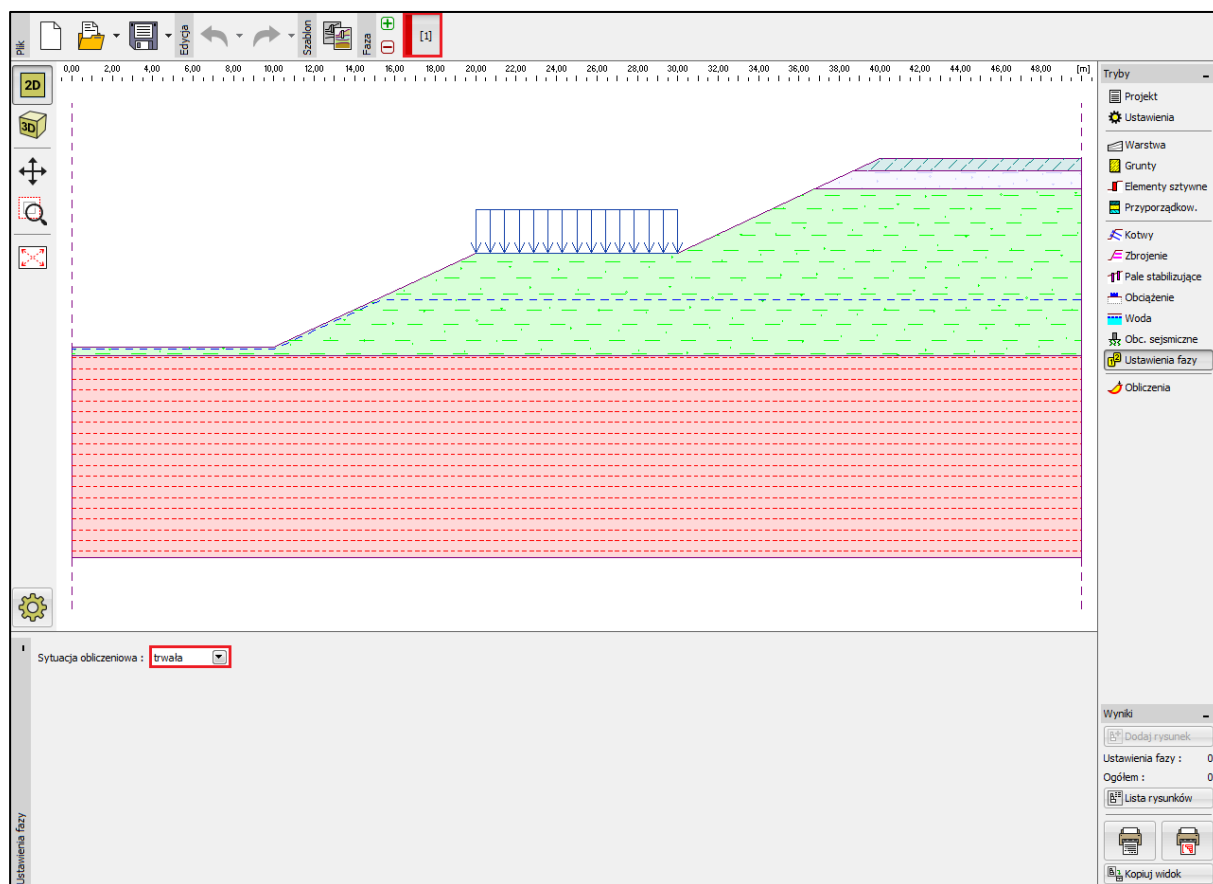 Plik
Edycja
Szablon
Faza
[1]
0,00 2,00 4,00 6,00 8,00 10,00 12,00 14,00 16,00 18,00 20,00 22,00 24,00 26,00 28,00 30,00 32,00 34,00 36,00 38,00 40,00 42,00 44,00 46,00 48,00 [m]
2D
3D
Tryby
Projekt
Ustawienia
Warstwa
Grunty
Elementy sztywne
Przyporządkow.
Kotwy
Zbrojenie
Pale stabilizujące
Obciążenie
Woda
Obc. sejsmiczne
Ustawienia fazy
Obliczenia
Sytuacja obliczeniowa : trwała
Ustawienia fazy
Wyniki
Dodaj rysunek
Ustawienia fazy : 0
Ogółem : 0
Lista rysunków
Kopiuj widok